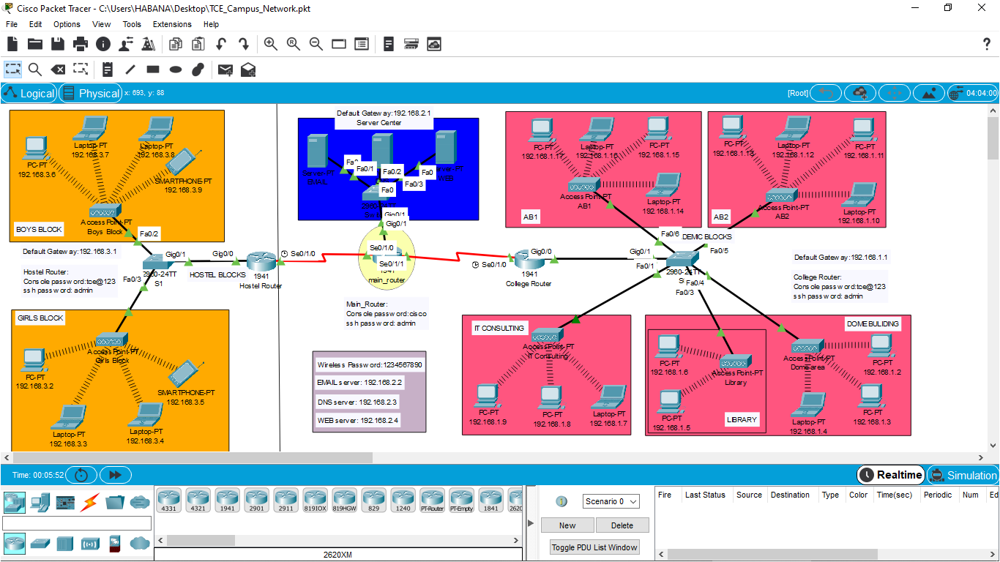 Cisco Packet Tracer - C:\Users\HABANA\Desktop\TCE_Campus_Network.pkt
File Edit Options View Tools Extensions Help
Logical Physical x: 693, y: 88 [Root] 04:04:00
PC-PT
192.168.3.6
Laptop-PT
192.168.3.7
Laptop-PT
192.168.3.8
SMARTPHONE-PT
192.168.3.9
Access Point-PT
Boys Block
BOYS BLOCK
Fa0/2
Default Gateway:192.168.3.1
Hostel Router:
Console password:tce@123
ssh password: admin
Fa0/3
2960-24TT
S1
Gig0/1
HOSTEL BLOCKS
Gig0/0
1941
Hostel Router
Se0/1/0
GIRLS BLOCK
Access Point-PT
Girls Block
PC-PT
192.168.3.2
Laptop-PT
192.168.3.3
Laptop-PT
192.168.3.4
SMARTPHONE-PT
192.168.3.5
Default Gateway:192.168.2.1
Server Center
Server-PT
WEB
Fa0/1
Fa0/2
Fa0/3
Fa0
Fa0
Gig0/1
Gig0/1
Se0/1/0
Se0/1/1
1941
main_router
Main_Router:
Console password:cisco
ssh password: admin
Wireless Password:1234567890
EMAIL server: 192.168.2.2
DNS server: 192.168.2.3
WEB server: 192.168.2.4
Se0/1/0
Gig0/0
1941
College Router
PC-PT
192.168.1.17
Laptop-PT
192.168.1.16
PC-PT
192.168.1.15
Laptop-PT
192.168.1.14
Access Point-PT
AB1
AB1
PC-PT
192.168.1.13
Laptop-PT
192.168.1.12
PC-PT
192.168.1.11
Laptop-PT
192.168.1.10
Access Point-PT
AB2
AB2
Fa0/6
DEMIC BLOCKS
Fa0/5
Gig0/1
Fa0/1
2960-24TT
Fa0/4
Fa0/3
Default Gateway:192.168.1.1
College Router:
Console password:tce@123
ssh password: admin
IT CONSULTING
Access Point-PT
IT Consulting
PC-PT
192.168.1.9
PC-PT
192.168.1.8
Laptop-PT
192.168.1.7
DOME BULIDING
PC-PT
192.168.1.6
Access Point-PT
Library
PC-PT
192.168.1.5
LIBRARY
Access Point-PT
Dome area
PC-PT
192.168.1.2
PC-PT
192.168.1.3
Laptop-PT
192.168.1.4
Time: 00:05:52
Realtime Simulation
4331 4321 1941 2901 2911 819IOX 819HGW 829 1240 PT-Router PT-Empty 1841 2620
2620XM
Scenario 0
New Delete
Toggle PDU List Window
Fire Last Status Source Destination Type Color Time(sec) Periodic Num Ed